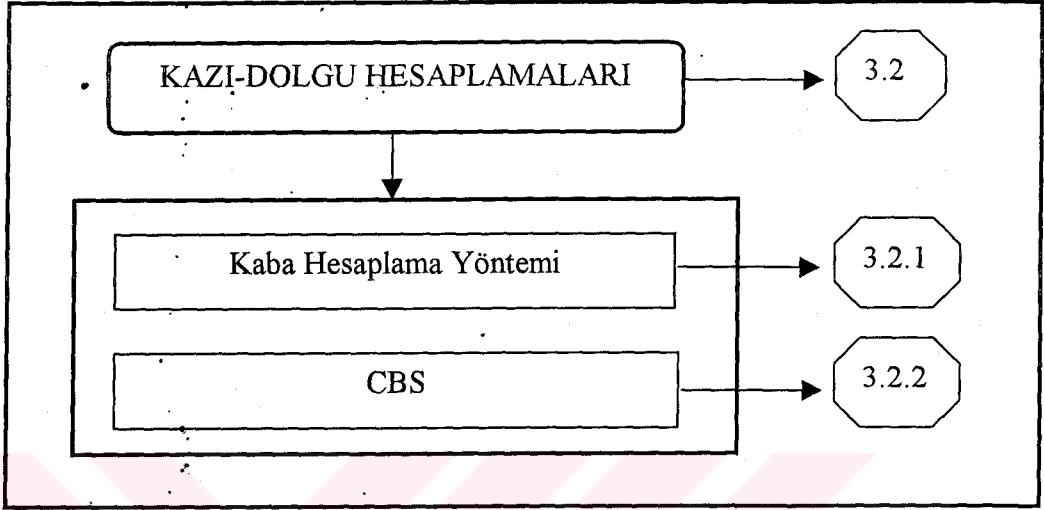 KAZI-DOLGU HESAPLAMALARI
3.2
Kaba Hesaplama Yöntemi
3.2.1
CBS
3.2.2